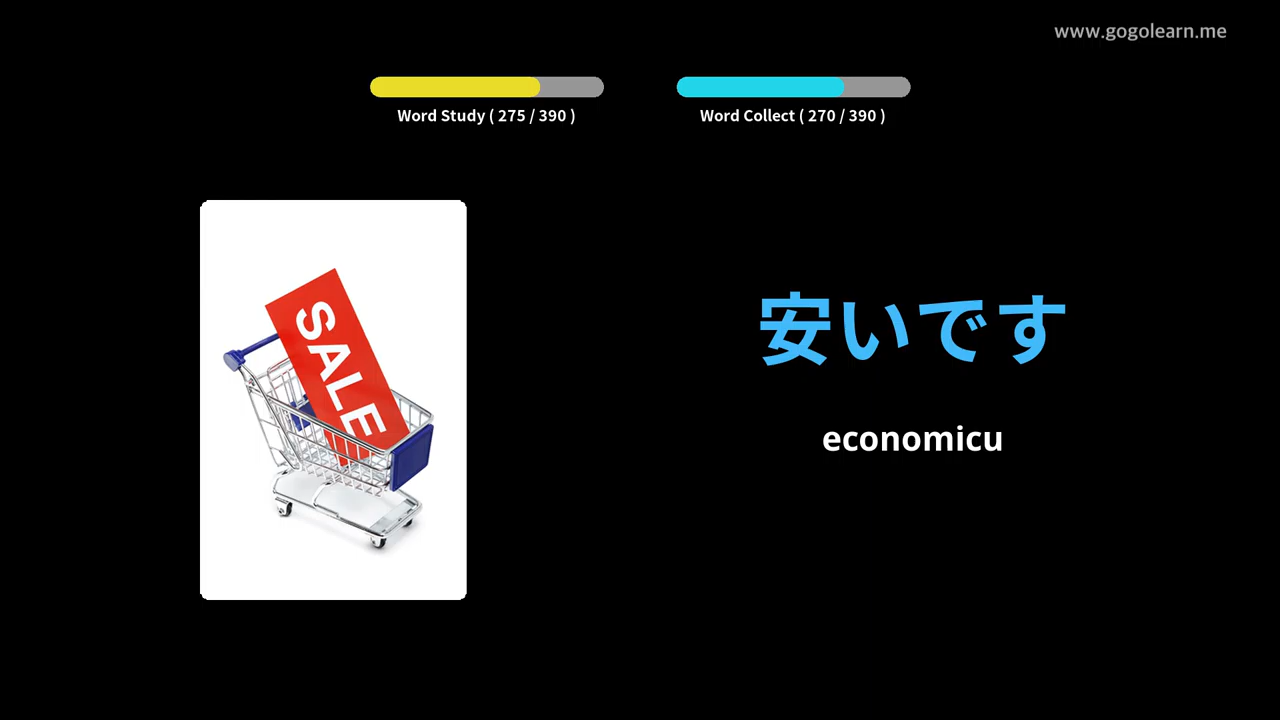 www.gogolearn.me
Word Study ( 275 / 390 )
Word Collect ( 270 / 390 )
SALE
安いです
economicu